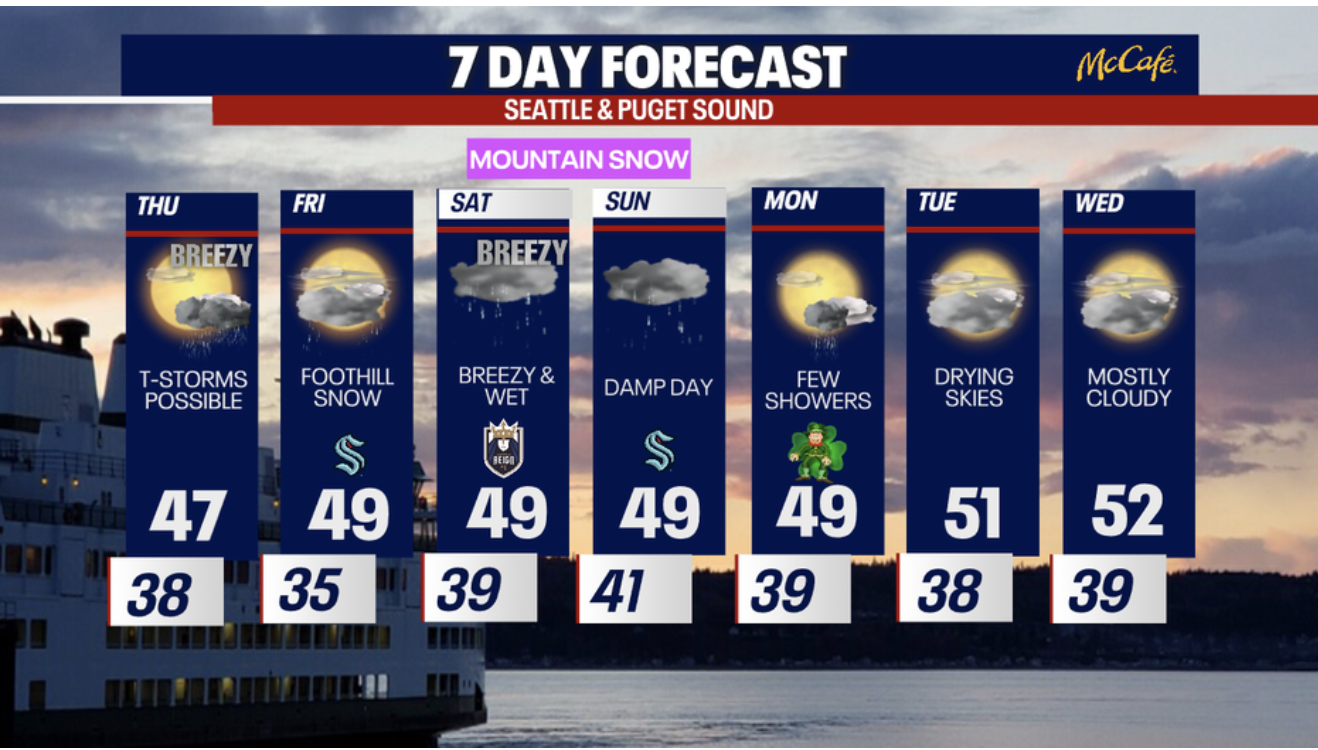 7 DAY FORECAST
McCafé.
SEATTLE & PUGET SOUND
MOUNTAIN SNOW
THU
BREEZY
T-STORMS
POSSIBLE
47
38
FRI
FOOTHILL
SNOW
49
35
SAT
BREEZY
BREEZY &
WET
REIGN
49
39
SUN
DAMP DAY
49
41
MON
FEW
SHOWERS
49
39
TUE
DRYING
SKIES
51
38
WED
MOSTLY
CLOUDY
52
39